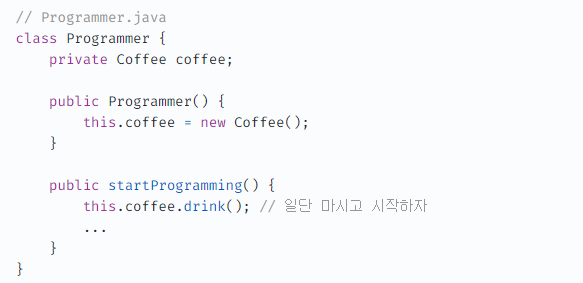 // Programmer.java
class Programmer {
    private Coffee coffee;

    public Programmer() {
        this.coffee = new Coffee();
    }

    public startProgramming() {
        this.coffee.drink(); // 일단 마시고 시작하자
        ...
    }
}